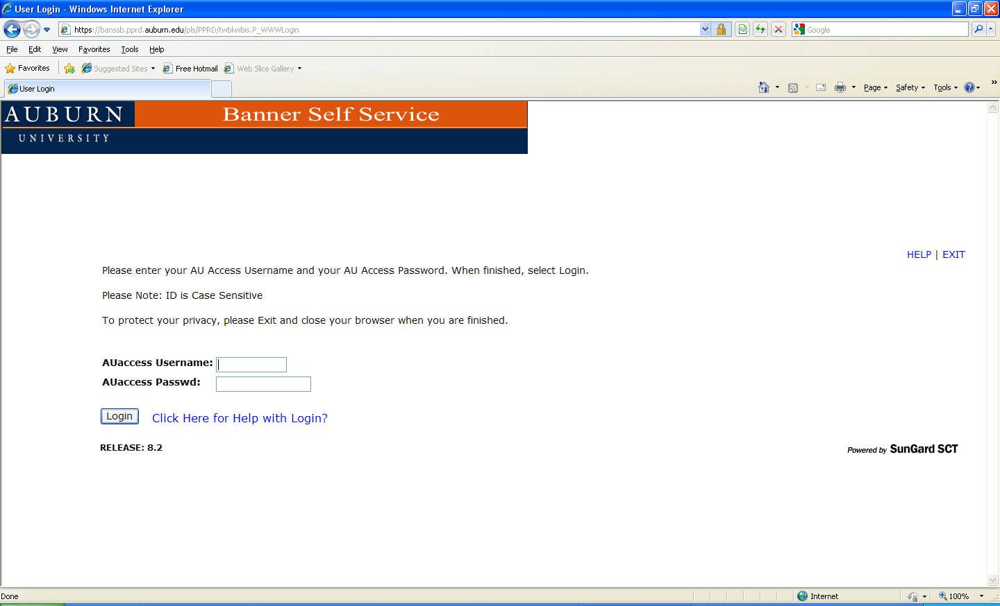 User Login - Windows Internet Explorer
https://banssb.pprd.auburn.edu/pls/PPRD/twbkwbis.P_WWWLogin
Google
File Edit View Favorites Tools Help
Favorites Suggested Sites Free Hotmail Web Slice Gallery
User Login
Page Safety Tools »
AUBURN
UNIVERSITY
Banner Self Service
HELP | EXIT
Please enter your AU Access Username and your AU Access Password. When finished, select Login.
Please Note: ID is Case Sensitive
To protect your privacy, please Exit and close your browser when you are finished.
AUaccess Username:
AUaccess Passwd:
Login Click Here for Help with Login?
RELEASE: 8.2
Powered by SunGard SCT
Done Internet 100%